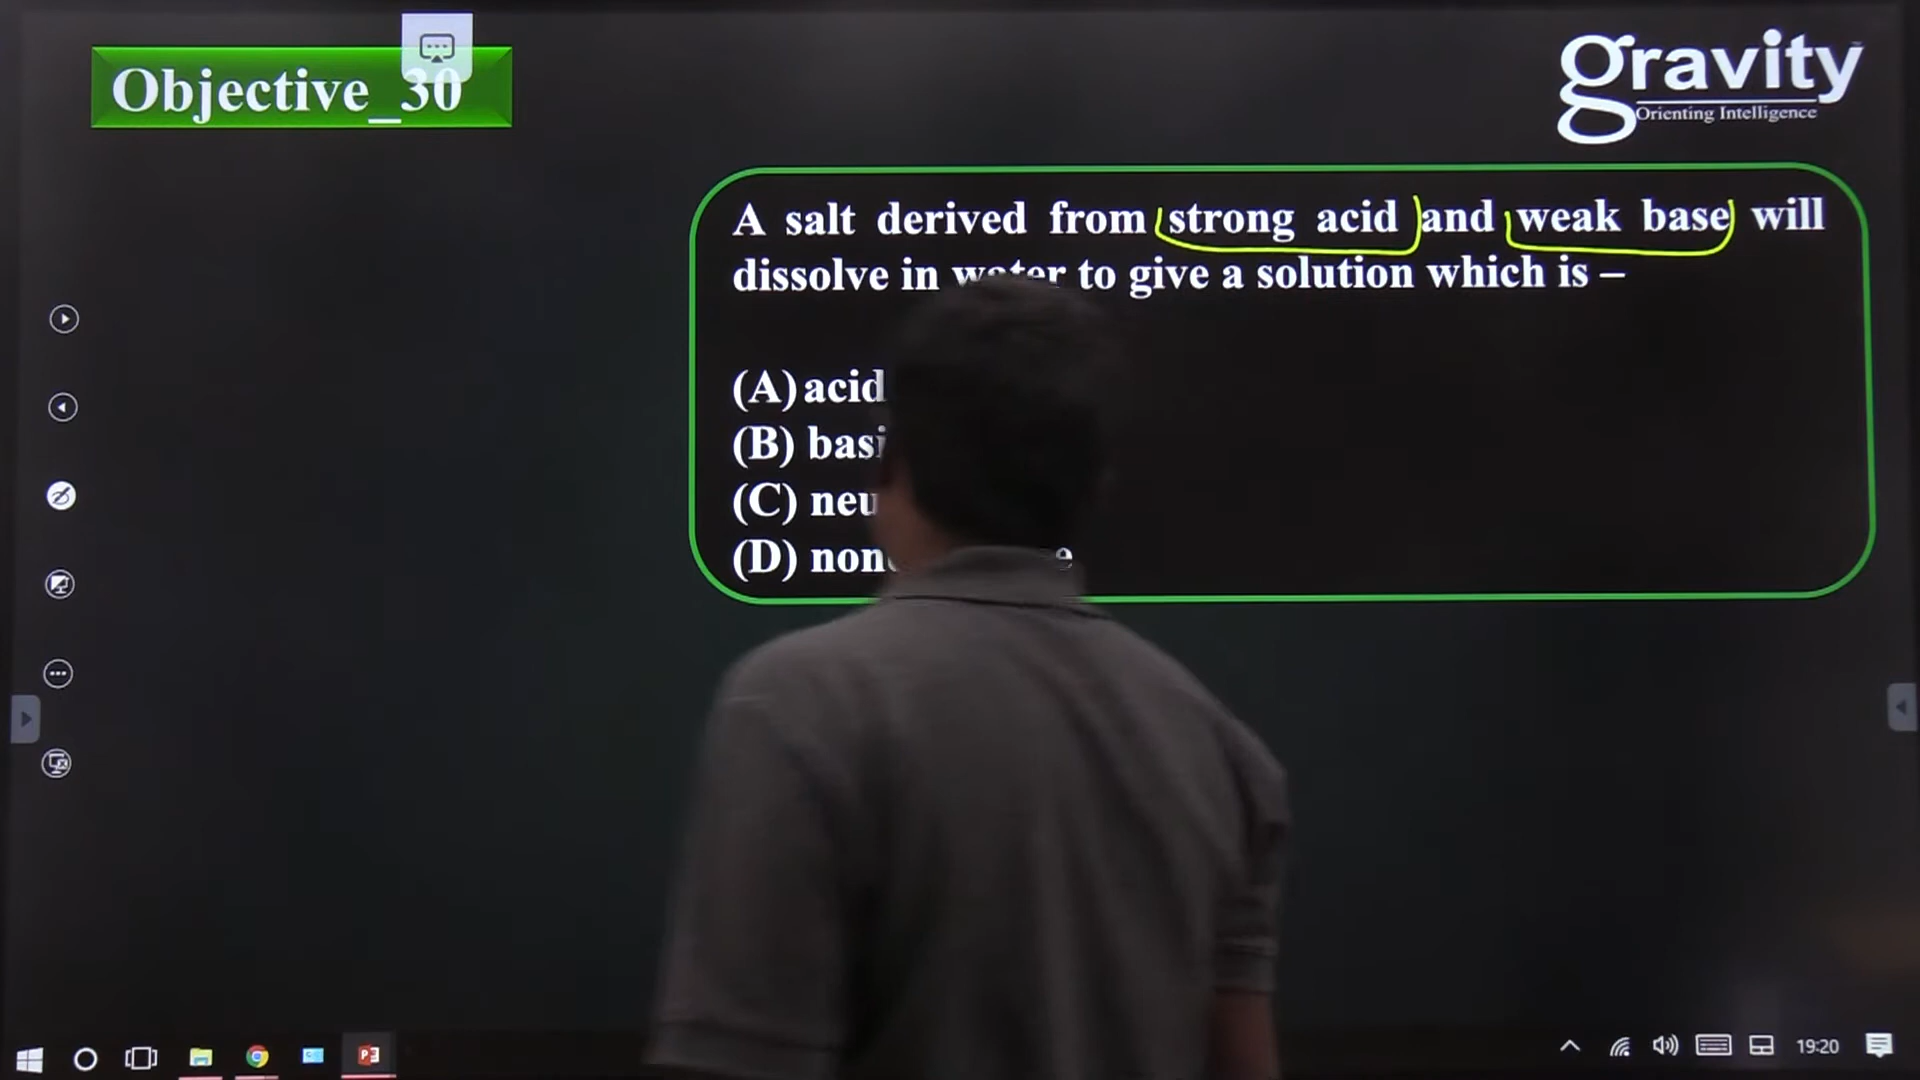 Objective_30
gravity
Orienting Intelligence
A salt derived from strong acid and weak base will
dissolve in water to give a solution which is –
(A) acid
(B) basi
(C) neu
(D) non
19:20